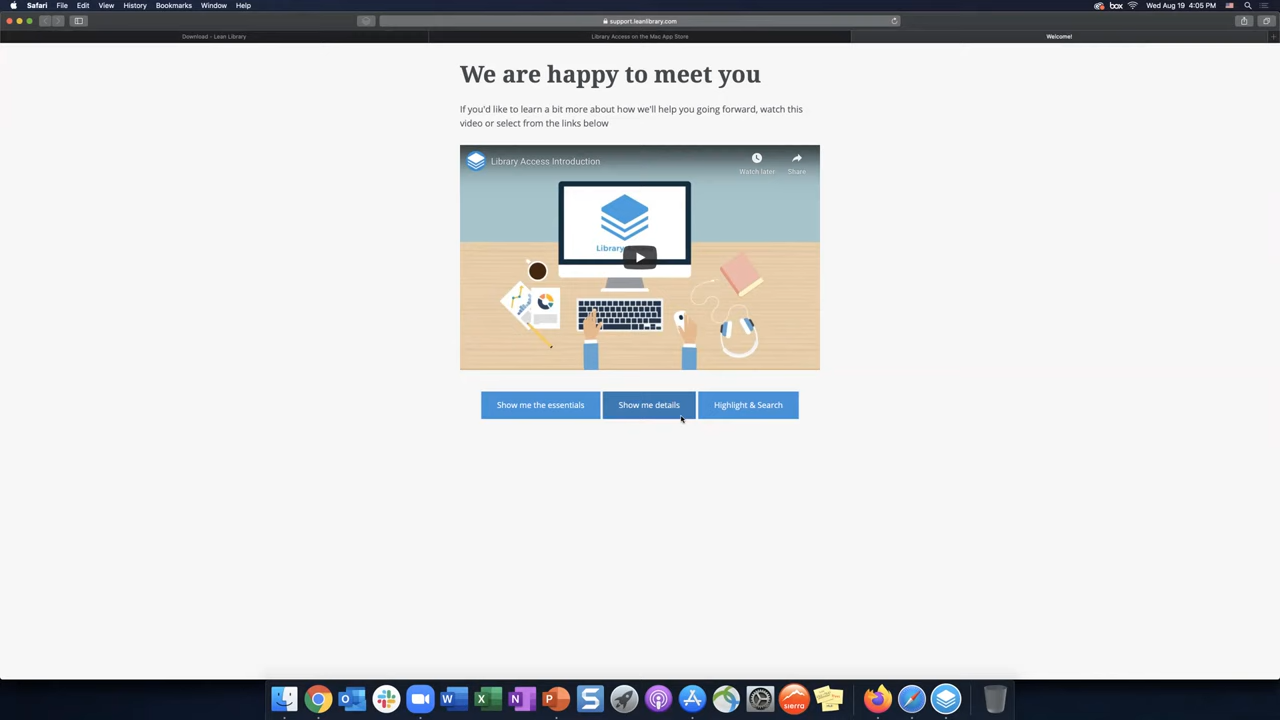 Safari File Edit View History Bookmarks Window Help
box Wed Aug 19 4:05 PM
support.leanlibrary.com
Download – Lean Library
Library Access on the Mac App Store
Welcome!
We are happy to meet you
If you'd like to learn a bit more about how we'll help you going forward, watch this
video or select from the links below
Library Access Introduction
Watch later
Share
Library
Show me the essentials
Show me details
Highlight & Search
sierra